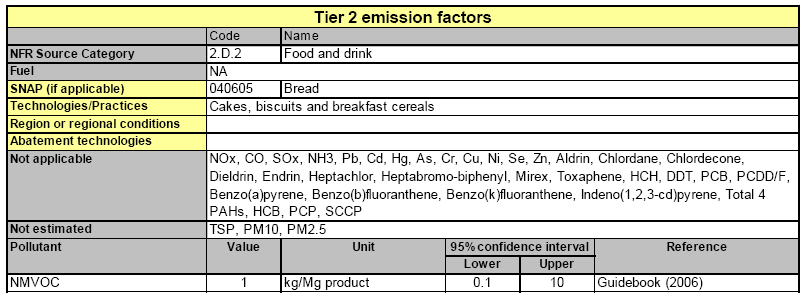 Tier 2 emission factors
Code Name
NFR Source Category 2.D.2 Food and drink
Fuel NA
SNAP (if applicable) 040605 Bread
Technologies/Practices Cakes, biscuits and breakfast cereals
Region or regional conditions
Abatement technologies
Not applicable NOx, CO, SOx, NH3, Pb, Cd, Hg, As, Cr, Cu, Ni, Se, Zn, Aldrin, Chlordane, Chlordecone,
Dieldrin, Endrin, Heptachlor, Heptabromo-biphenyl, Mirex, Toxaphene, HCH, DDT, PCB, PCDD/F,
Benzo(a)pyrene, Benzo(b)fluoranthene, Benzo(k)fluoranthene, Indeno(1,2,3-cd)pyrene, Total 4
PAHs, HCB, PCP, SCCP
Not estimated TSP, PM10, PM2.5
Pollutant Value Unit 95% confidence interval Reference
Lower Upper
NMVOC 1 kg/Mg product 0.1 10 Guidebook (2006)